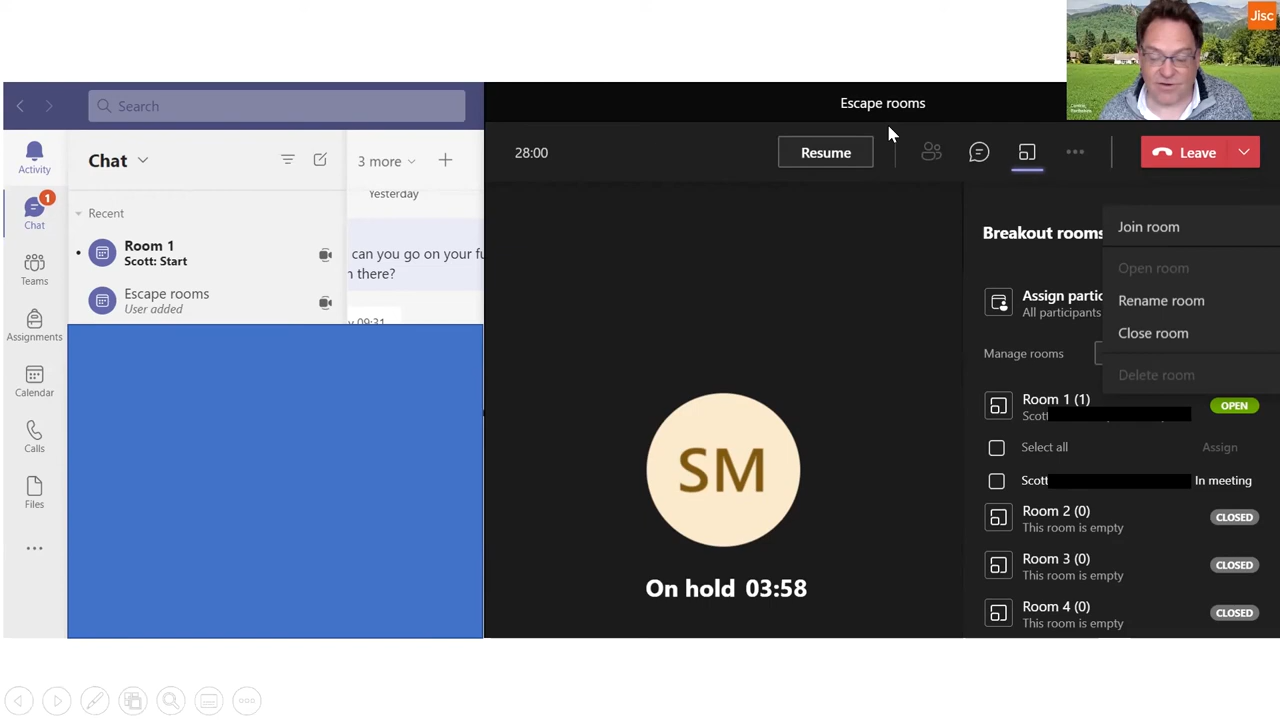 Jisc
Search
Escape rooms
Activity
Chat
3 more
28:00
Resume
Leave
1
Chat
Yesterday
Recent
Breakout rooms
Join room
Room 1
Scott: Start
can you go on your fu
there?
Teams
Open room
Escape rooms
User added
Assign partic
All participants
Rename room
Assignments
Manage rooms
Close room
Calendar
Delete room
Room 1 (1)
Scott
OPEN
Calls
Select all
Assign
SM
Scott
In meeting
Files
Room 2 (0)
This room is empty
CLOSED
Room 3 (0)
This room is empty
CLOSED
On hold 03:58
Room 4 (0)
This room is empty
CLOSED